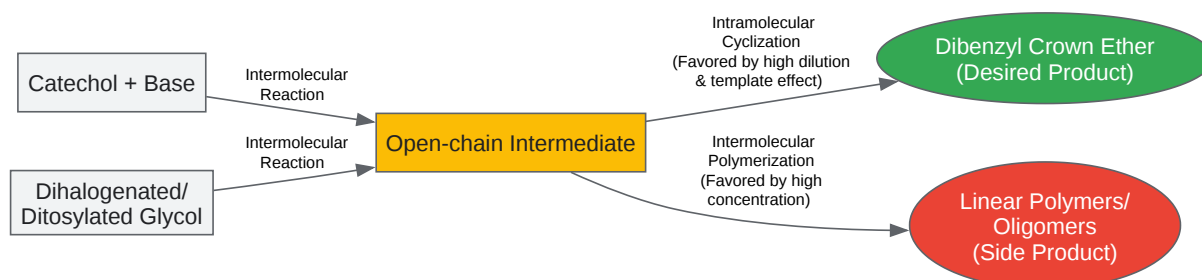 Catechol + Base
Intermolecular
Reaction
Dihalogenated/
Ditosylated Glycol
Intermolecular
Reaction
Open-chain Intermediate
Intramolecular
Cyclization
(Favored by high dilution
& template effect)
Dibenzyl Crown Ether
(Desired Product)
Intermolecular
Polymerization
(Favored by high
concentration)
Linear Polymers/
Oligomers
(Side Product)